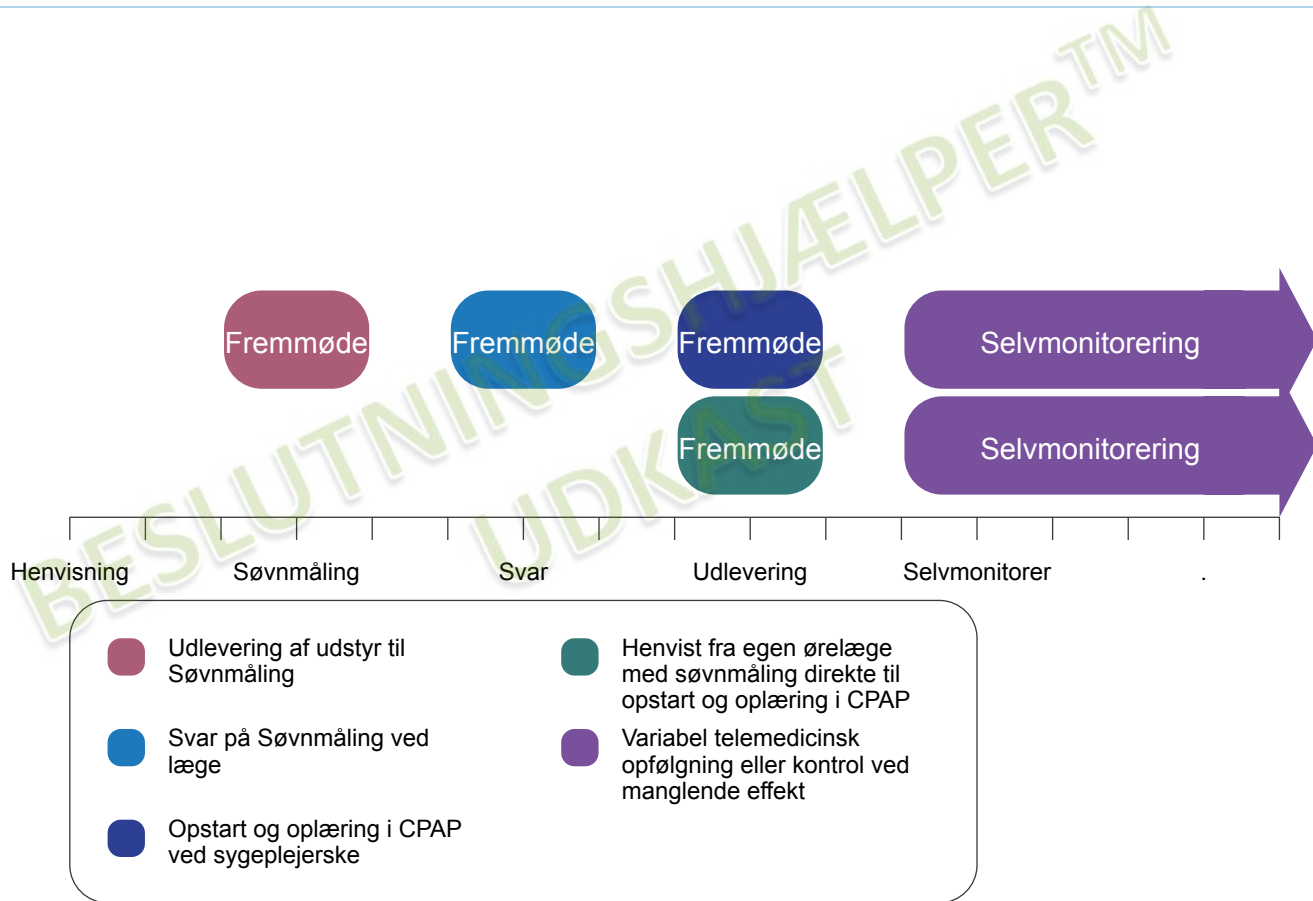 BESLUTNINGSHJÆLPER™
UDKAST
Fremmøde
Fremmøde
Fremmøde
Selvmonitorering
Fremmøde
Selvmonitorering
Henvisning
Søvnmåling
Svar
Udlevering
Selvmonitorer
.
Udlevering af udstyr til
Søvnmåling
Svar på Søvnmåling ved
læge
Opstart og oplæring i CPAP
ved sygeplejerske
Henvist fra egen ørelæge
med søvnmåling direkte til
opstart og oplæring i CPAP
Variabel telemedicinsk
opfølgning eller kontrol ved
manglende effekt